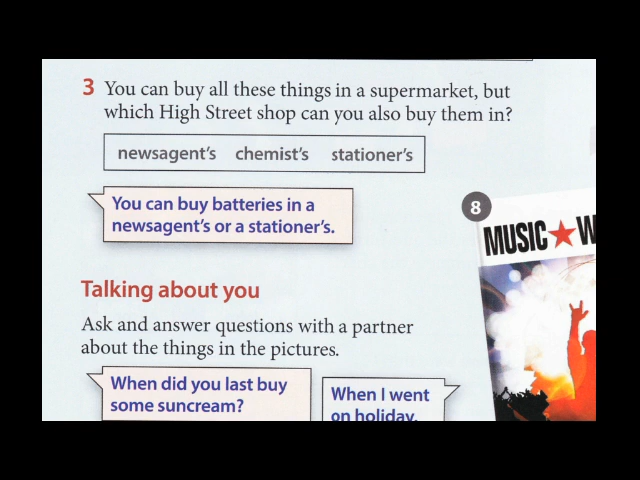 3 You can buy all these things in a supermarket, but
which High Street shop can you also buy them in?
newsagent's chemist's stationer's
You can buy batteries in a
newsagent's or a stationer's.
8
MUSIC W
Talking about you
Ask and answer questions with a partner
about the things in the pictures.
When did you last buy
some suncream?
When I went
on holiday.